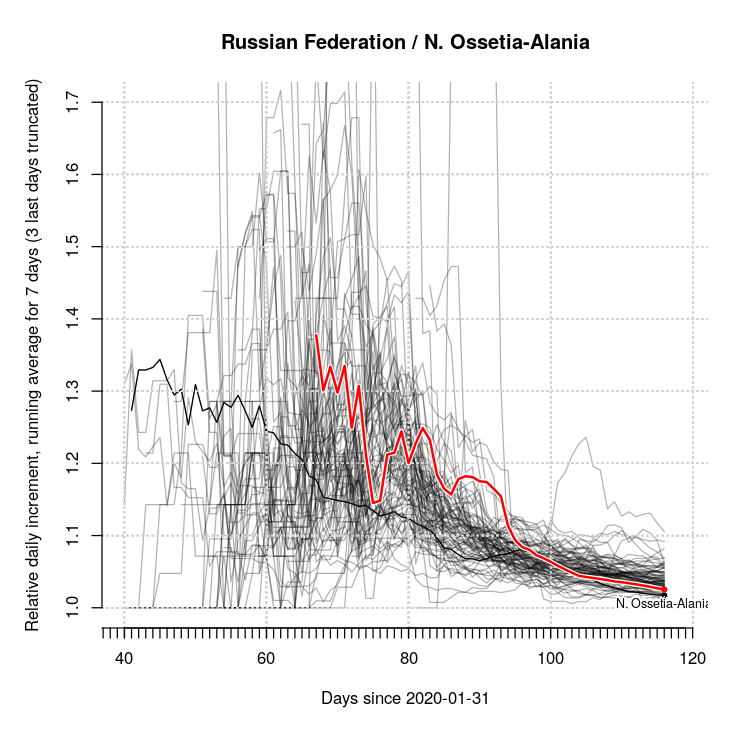 Russian Federation / N. Ossetia-Alania
Relative daily increment, running average for 7 days (3 last days truncated)
1.7
1.6
1.5
1.4
1.3
1.2
1.1
1.0
N. Ossetia-Alania
40 60 80 100 120
Days since 2020-01-31